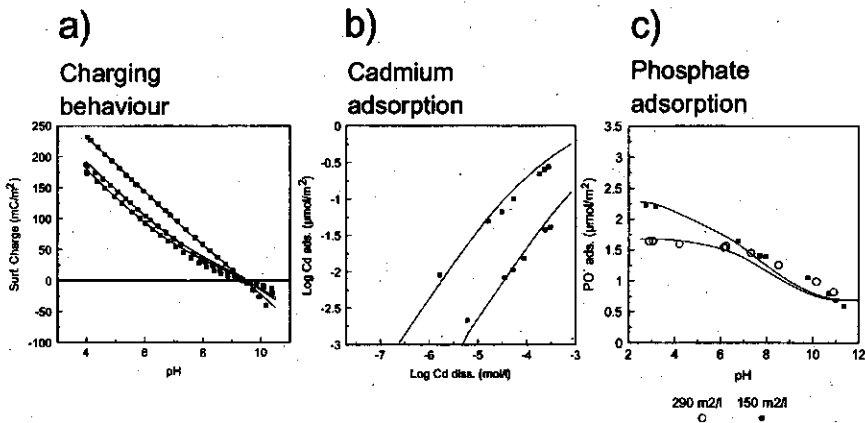 a)
Charging
behaviour
250
200
150
100
50
0
-50
-100
4
6
8
10
Surf. Charge (mC/m²)
pH
b)
Cadmium
adsorption
0
-0.5
-1
-1.5
-2
-2.5
-3
-7
-6
-5
-4
-3
Log Cd ads. (µmol/m²)
Log Cd diss. (mol/l)
c)
Phosphate
adsorption
3.5
3
2.5
2
1.5
1
0.5
0
2
4
6
8
10
12
ads. (µmol/m²)
pH
290 m2/l 150 m2/l